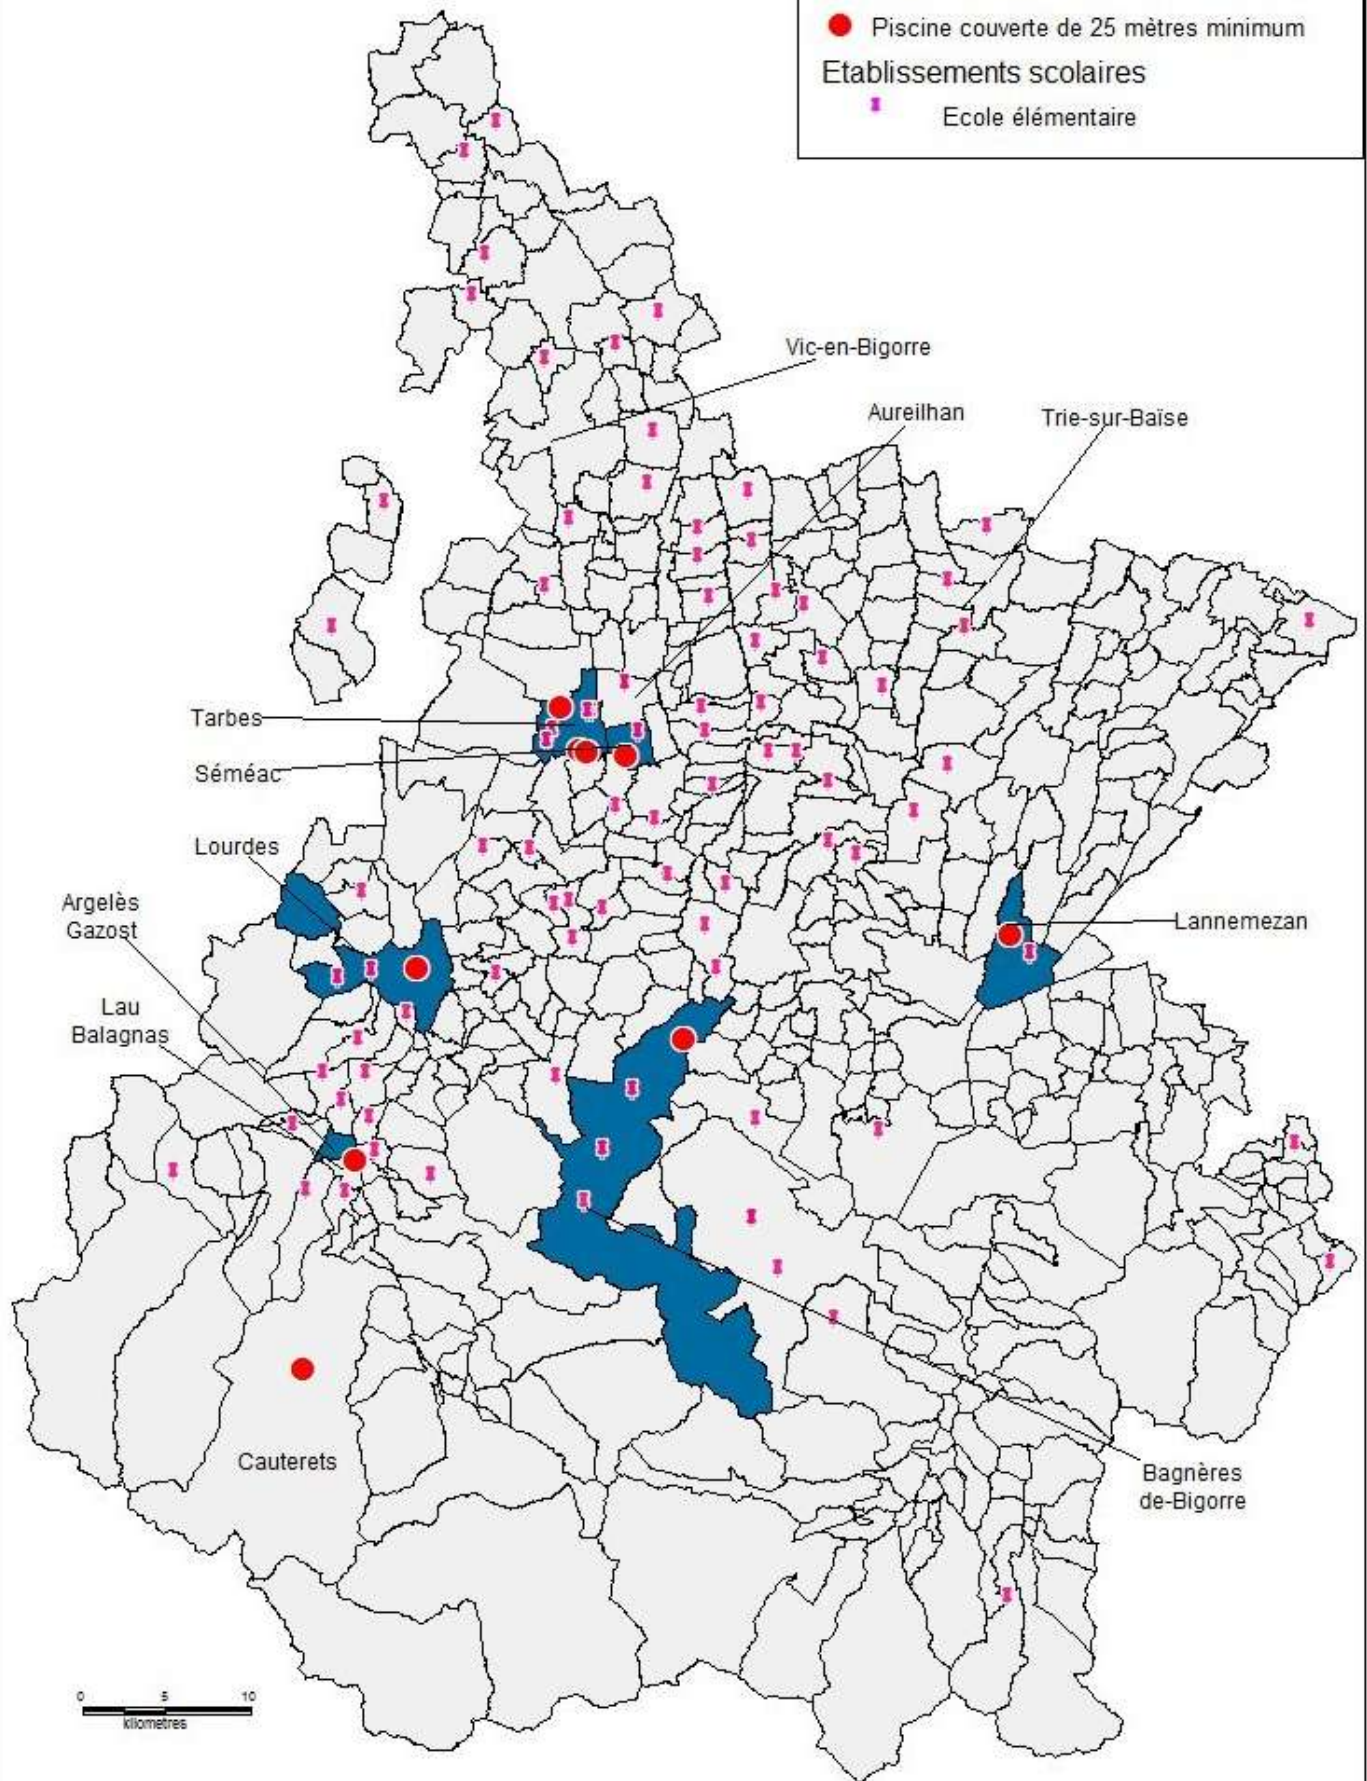 Piscine couverte de 25 mètres minimum
Etablissements scolaires
Ecole élémentaire
Vic-en-Bigorre
Aureilhan
Trie-sur-Baïse
Tarbes
Séméac
Lourdes
Argelès
Gazost
Lannemezan
Lau
Balagnas
Cauterets
Bagnères
de-Bigorre
0 5 10
kilometres